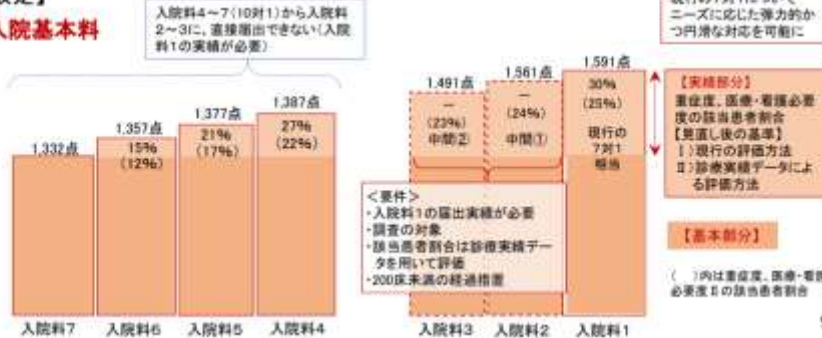 入院基本料
入院料4～7(10対1)から入院料
2～3に、直接届出できない(入院
料1の実績が必要)
ニーズに応じた弾力的か
つ円滑な対応を可能に
1,332点
1,357点
15%
(12%)
1,377点
21%
(17%)
1,387点
27%
(22%)
1,491点
－
(23%)
中間②
1,561点
－
(24%)
中間①
1,591点
30%
(25%)
現行の
7対1
相当
【実績部分】
重症度、医療・看護必要
度の該当患者割合
【見直し後の基準】
Ⅰ)現行の評価方法
Ⅱ)診療実績データによ
る評価方法
<要件>
・入院料1の届出実績が必要
・調査の対象
・該当患者割合は診療実績デー
タを用いて評価
・200床未満の経過措置
【基本部分】
( )内は重症度、医療・看護
必要度Ⅱの該当患者割合
入院料7
入院料6
入院料5
入院料4
入院料3
入院料2
入院料1